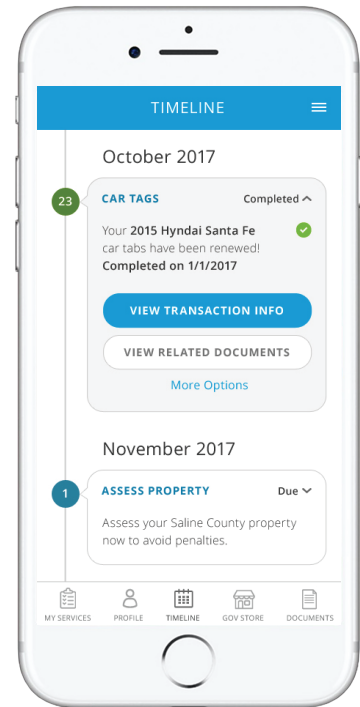 TIMELINE
October 2017
23
CAR TAGS Completed
Your 2015 Hyndai Santa Fe
car tabs have been renewed!
Completed on 1/1/2017
VIEW TRANSACTION INFO
VIEW RELATED DOCUMENTS
More Options
November 2017
1
ASSESS PROPERTY Due
Assess your Saline County property
now to avoid penalties.
MY SERVICES PROFILE TIMELINE GOV STORE DOCUMENTS